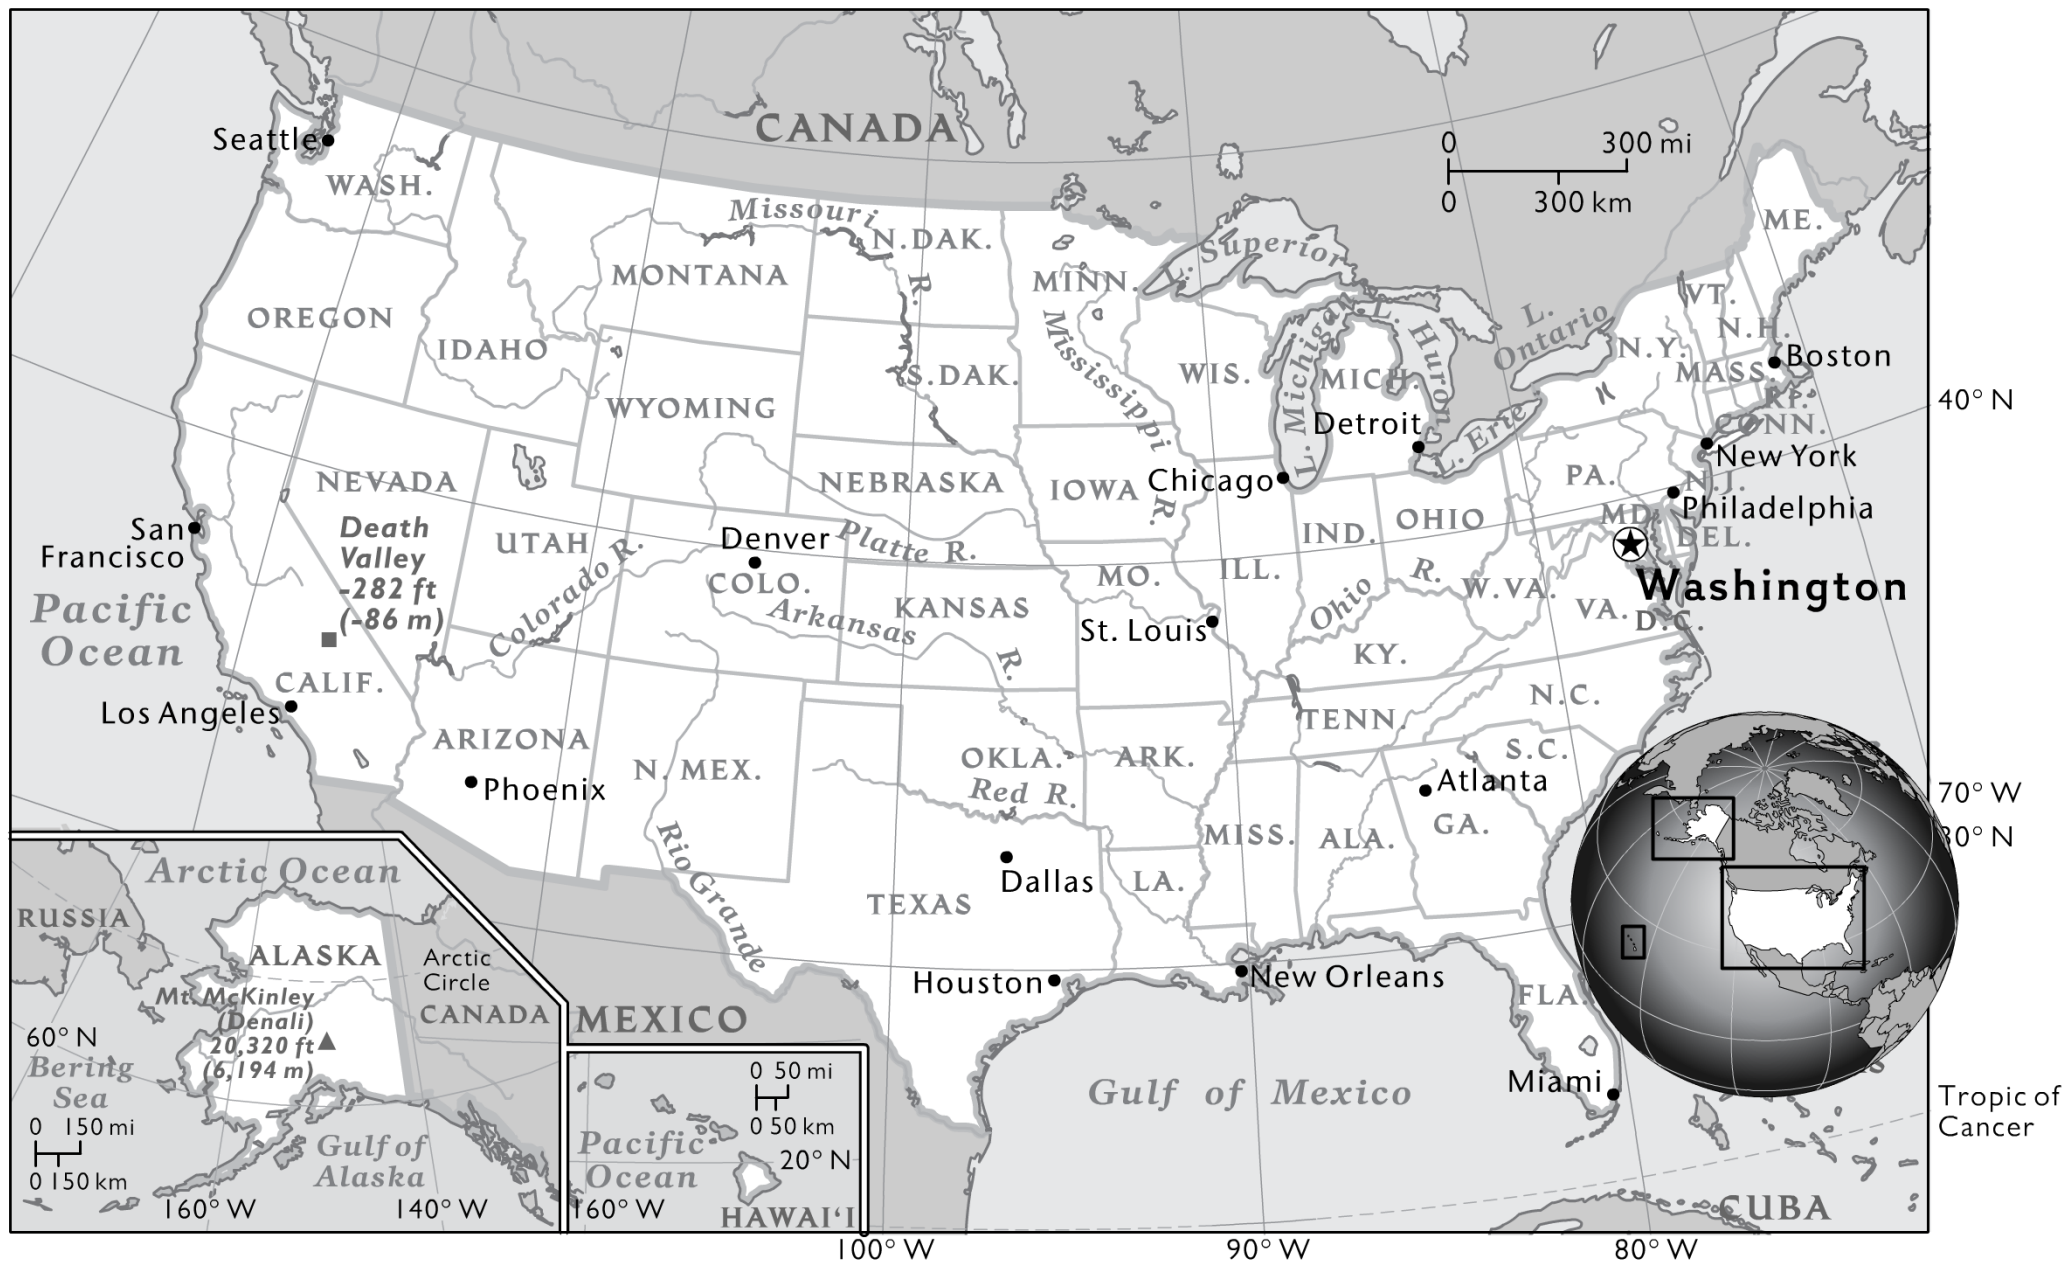 CANADA
Seattle
WASH.
0 300 mi
0 300 km
Missouri
R.
N.DAK.
MONTANA
MINN.
L. Superior
ME.
OREGON
IDAHO
S.DAK.
WYOMING
Mississippi
R.
WIS.
L. Michigan
MICH.
L. Huron
L.
Ontario
VT.
N.H.
N.Y.
MASS.
Boston
R.I.
CONN.
40° N
Detroit
L. Erie
New York
NEVADA
NEBRASKA
IOWA
Chicago
PA.
N.J.
Philadelphia
San
Francisco
Death
Valley
-282 ft
(-86 m)
UTAH
Colorado R.
Denver
COLO.
Platte R.
IND.
OHIO
MD.
DEL.
Washington
D.C.
Pacific
Ocean
Arkansas
R.
KANSAS
MO.
ILL.
St. Louis
Ohio
R.
W.VA.
VA.
KY.
CALIF.
Los Angeles
ARIZONA
Phoenix
N. MEX.
OKLA.
Red R.
ARK.
TENN.
N.C.
S.C.
Atlanta
GA.
70° W
30° N
Rio Grande
Dallas
TEXAS
LA.
MISS.
ALA.
Houston
New Orleans
FLA.
MEXICO
Gulf of Mexico
Miami
Tropic of
Cancer
CUBA
Arctic Ocean
RUSSIA
ALASKA
Arctic
Circle
Mt. McKinley
(Denali)
20,320 ft
(6,194 m)
CANADA
60° N
Bering
Sea
0 150 mi
0 150 km
Gulf of
Alaska
160° W
140° W
0 50 mi
0 50 km
Pacific
Ocean
20° N
160° W
HAWAI‘I
100° W
90° W
80° W